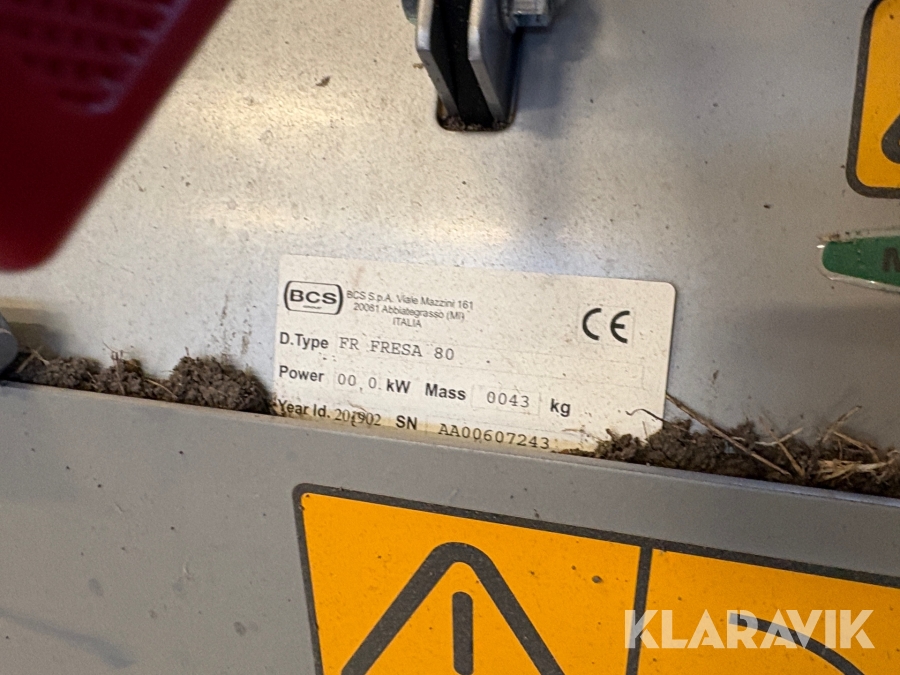 BCS
BCS S.p.A. Viale Mazzini 161
20081 Abbiategrasso (MI)
ITALIA
CE
D.Type FR FRESA 80
Power 00,0 kW Mass 0043 kg
Year Id. 201902 SN AA00607243
KLARAVIK